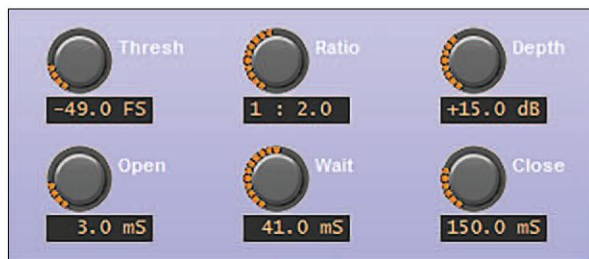 Thresh Ratio Depth
-49.0 FS 1 : 2.0 +15.0 dB
Open Wait Close
3.0 mS 41.0 mS 150.0 mS